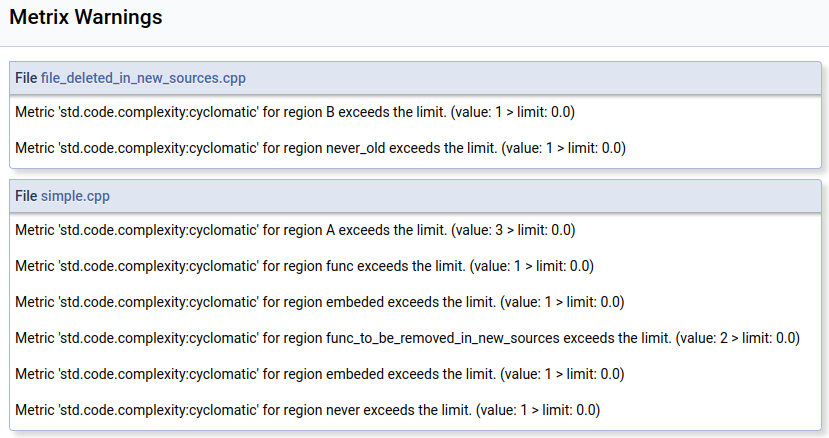 Metrix Warnings
File file_deleted_in_new_sources.cpp
Metric 'std.code.complexity:cyclomatic' for region B exceeds the limit. (value: 1 > limit: 0.0)
Metric 'std.code.complexity:cyclomatic' for region never_old exceeds the limit. (value: 1 > limit: 0.0)
File simple.cpp
Metric 'std.code.complexity:cyclomatic' for region A exceeds the limit. (value: 3 > limit: 0.0)
Metric 'std.code.complexity:cyclomatic' for region func exceeds the limit. (value: 1 > limit: 0.0)
Metric 'std.code.complexity:cyclomatic' for region embeded exceeds the limit. (value: 1 > limit: 0.0)
Metric 'std.code.complexity:cyclomatic' for region func_to_be_removed_in_new_sources exceeds the limit. (value: 2 > limit: 0.0)
Metric 'std.code.complexity:cyclomatic' for region embeded exceeds the limit. (value: 1 > limit: 0.0)
Metric 'std.code.complexity:cyclomatic' for region never exceeds the limit. (value: 1 > limit: 0.0)